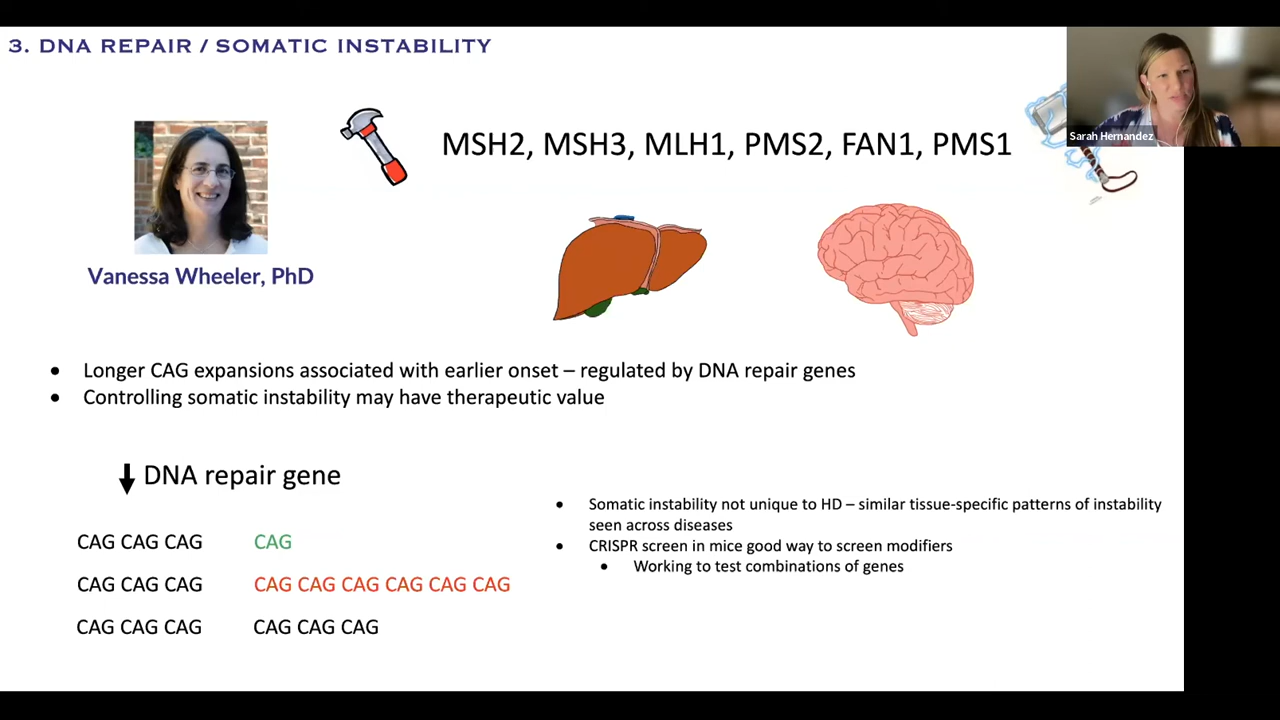 3. DNA REPAIR / SOMATIC INSTABILITY
Sarah Hernandez
MSH2, MSH3, MLH1, PMS2, FAN1, PMS1
Vanessa Wheeler, PhD
• Longer CAG expansions associated with earlier onset – regulated by DNA repair genes
• Controlling somatic instability may have therapeutic value
DNA repair gene
CAG CAG CAG CAG
CAG CAG CAG CAG CAG CAG CAG CAG CAG
CAG CAG CAG CAG CAG CAG
• Somatic instability not unique to HD – similar tissue-specific patterns of instability
seen across diseases
• CRISPR screen in mice good way to screen modifiers
• Working to test combinations of genes